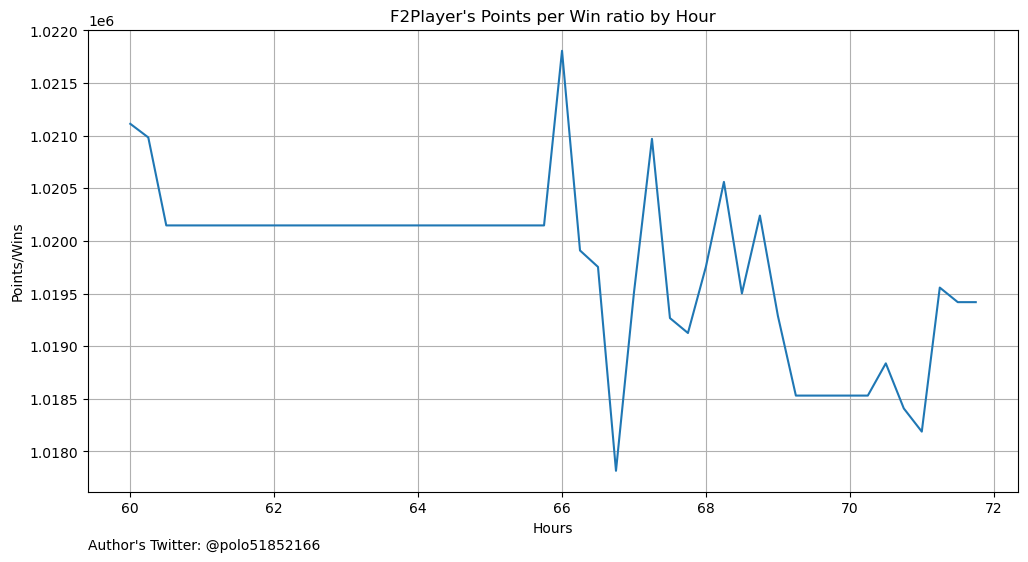 F2Player's Points per Win ratio by Hour
1e6
1.0220
1.0215
1.0210
1.0205
1.0200
1.0195
1.0190
1.0185
1.0180
Points/Wins
60 62 64 66 68 70 72
Hours
Author's Twitter: @polo51852166